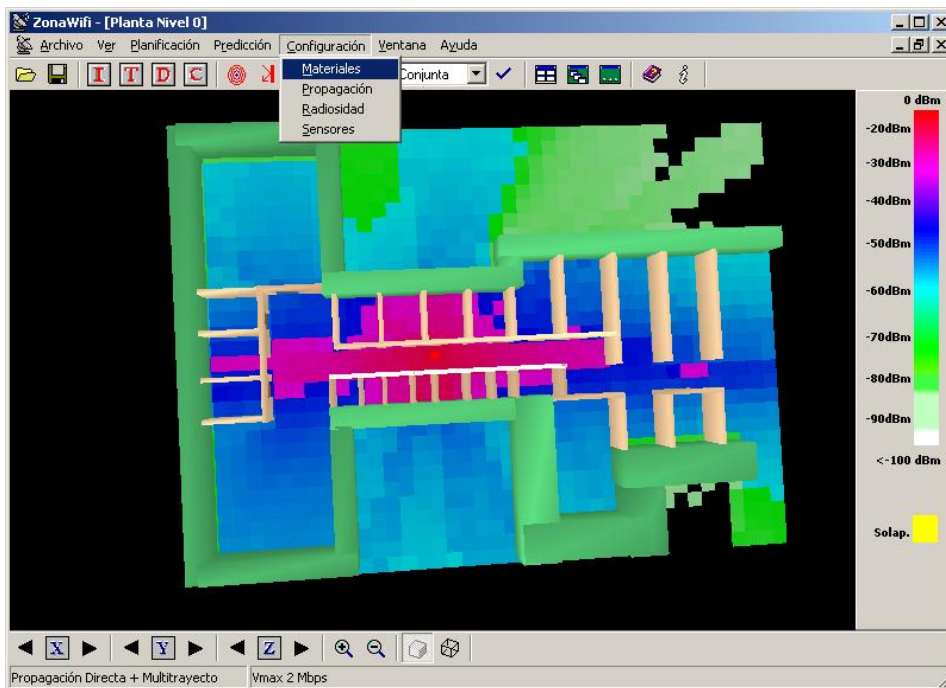 ZonaWifi - [Planta Nivel 0]
Archivo Ver Planificación Predicción Configuración Ventana Ayuda
I T D C Conjunta
Materiales
Propagación
Radiosidad
Sensores
0 dBm
-20dBm
-30dBm
-40dBm
-50dBm
-60dBm
-70dBm
-80dBm
-90dBm
<-100 dBm
Solap.
X Y Z
Propagación Directa + Multitrayecto Vmax 2 Mbps